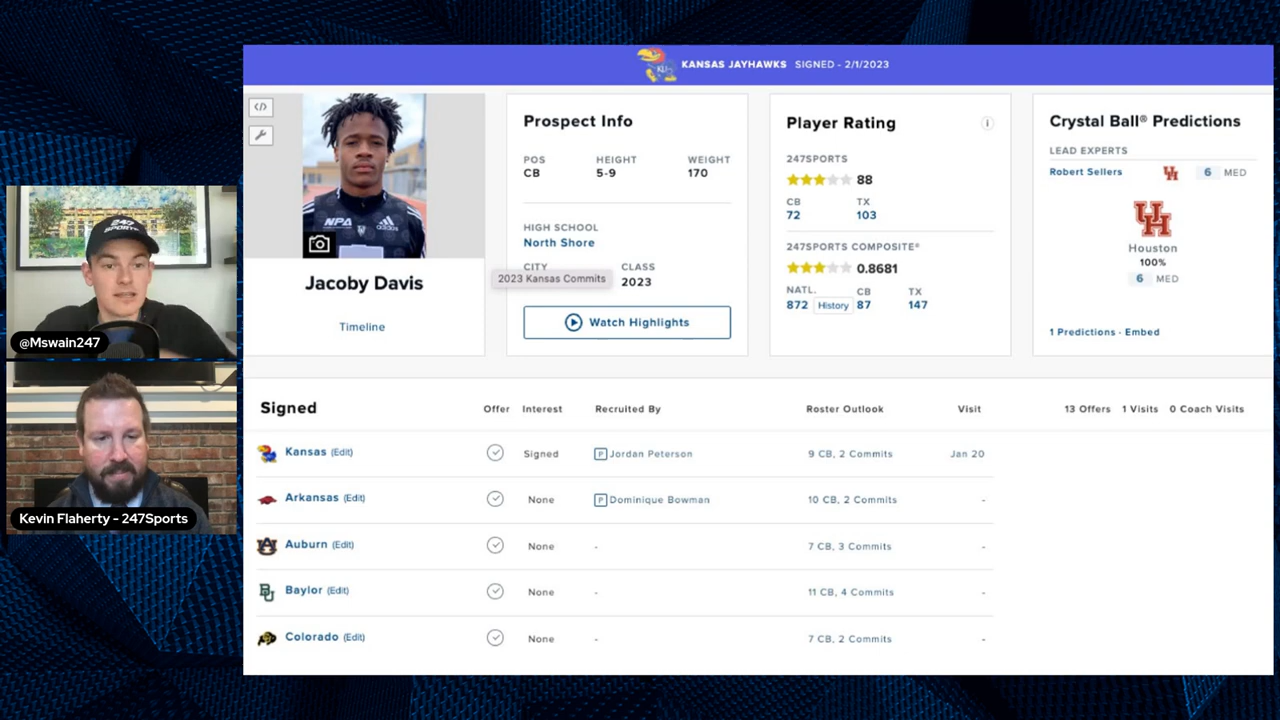 KANSAS JAYHAWKS SIGNED - 2/1/2023
</>
NPA
adidas
Jacoby Davis
Timeline
Prospect Info
POS HEIGHT WEIGHT
CB 5-9 170
HIGH SCHOOL
North Shore
CITY CLASS
2023 Kansas Commits 2023
Watch Highlights
Player Rating
i
247SPORTS
88
CB TX
72 103
247SPORTS COMPOSITE®
0.8681
NATL. CB TX
872 History 87 147
Crystal Ball® Predictions
LEAD EXPERTS
Robert Sellers UH 6 MED
UH
Houston
100%
6 MED
1 Predictions - Embed
Signed Offer Interest Recruited By Roster Outlook Visit 13 Offers 1 Visits 0 Coach Visits
Kansas (Edit) Signed P Jordan Peterson 9 CB, 2 Commits Jan 20
Arkansas (Edit) None P Dominique Bowman 10 CB, 2 Commits -
Auburn (Edit) None - 7 CB, 3 Commits -
Baylor (Edit) None - 11 CB, 4 Commits -
Colorado (Edit) None - 7 CB, 2 Commits -
247
SPORTS
@Mswain247
Kevin Flaherty - 247Sports